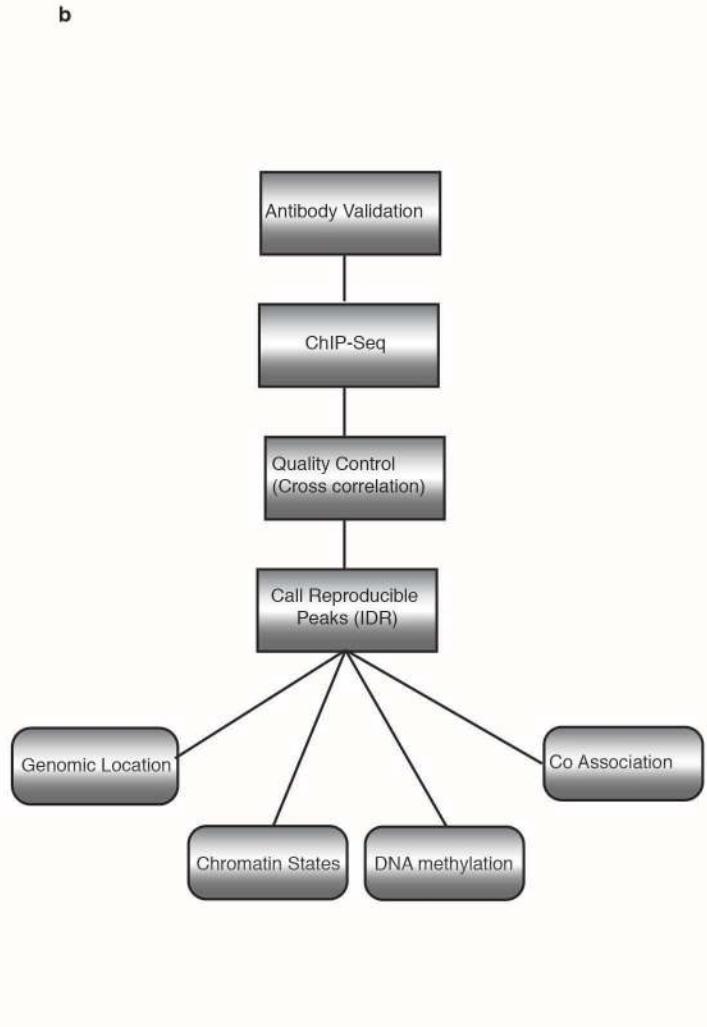 b
Antibody Validation
ChIP-Seq
Quality Control
(Cross correlation)
Call Reproducible
Peaks (IDR)
Genomic Location
Co Association
Chromatin States
DNA methylation